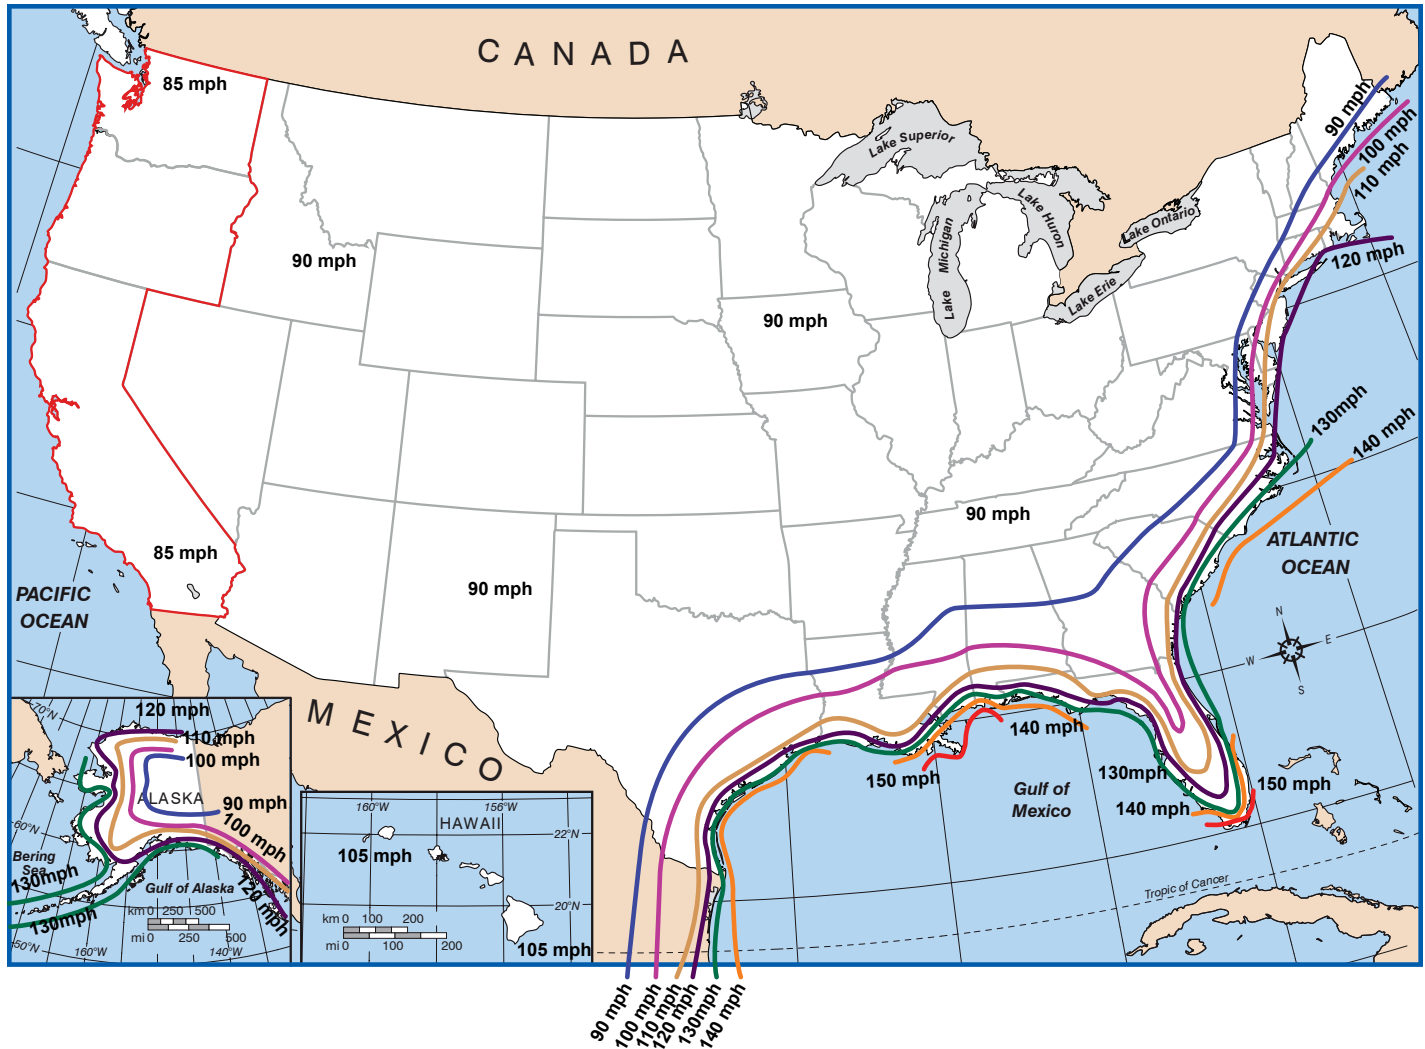 CANADA
85 mph
90 mph
100 mph
110 mph
120 mph
Lake Superior
Lake Michigan
Lake Huron
Lake Ontario
Lake Erie
90 mph
90 mph
130mph
140 mph
90 mph
85 mph
90 mph
ATLANTIC
OCEAN
PACIFIC
OCEAN
N
E
W
S
MEXICO
140 mph
150 mph
130mph
140 mph
150 mph
Gulf of
Mexico
Tropic of Cancer
120 mph
110 mph
100 mph
90 mph
100 mph
120 mph
70°N
60°N
50°N
ALASKA
Bering
Sea
130mph
130mph
Gulf of Alaska
km 0 250 500
mi 0 250 500
160°W
140°W
160°W
156°W
HAWAII
22°N
105 mph
20°N
km 0 100 200
mi 0 100 200
105 mph
90 mph
100 mph
110 mph
120 mph
130mph
140 mph